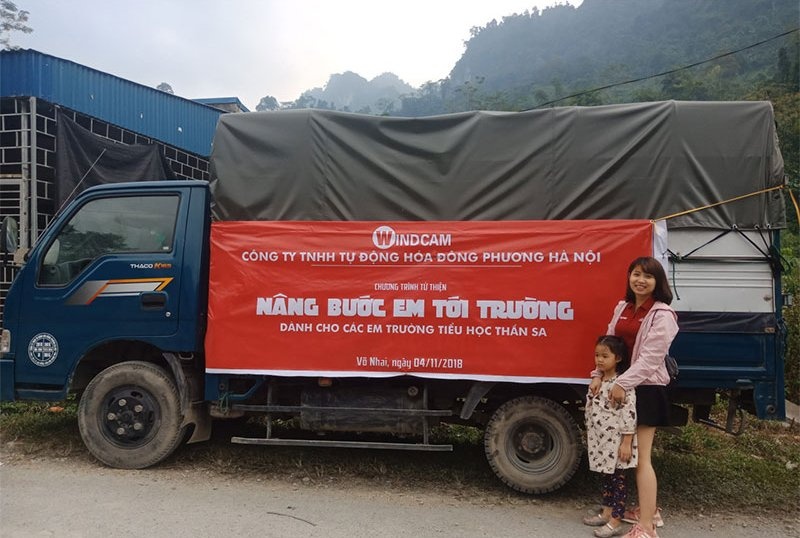 WINDCAM
CÔNG TY TNHH TỰ ĐỘNG HÓA ĐÔNG PHƯƠNG HÀ NỘI
CHƯƠNG TRÌNH TỪ THIỆN
NÂNG BƯỚC EM TỚI TRƯỜNG
DÀNH CHO CÁC EM TRƯỜNG TIỂU HỌC THẦN SA
Võ Nhai, ngày 04/11/2018
THACO K165